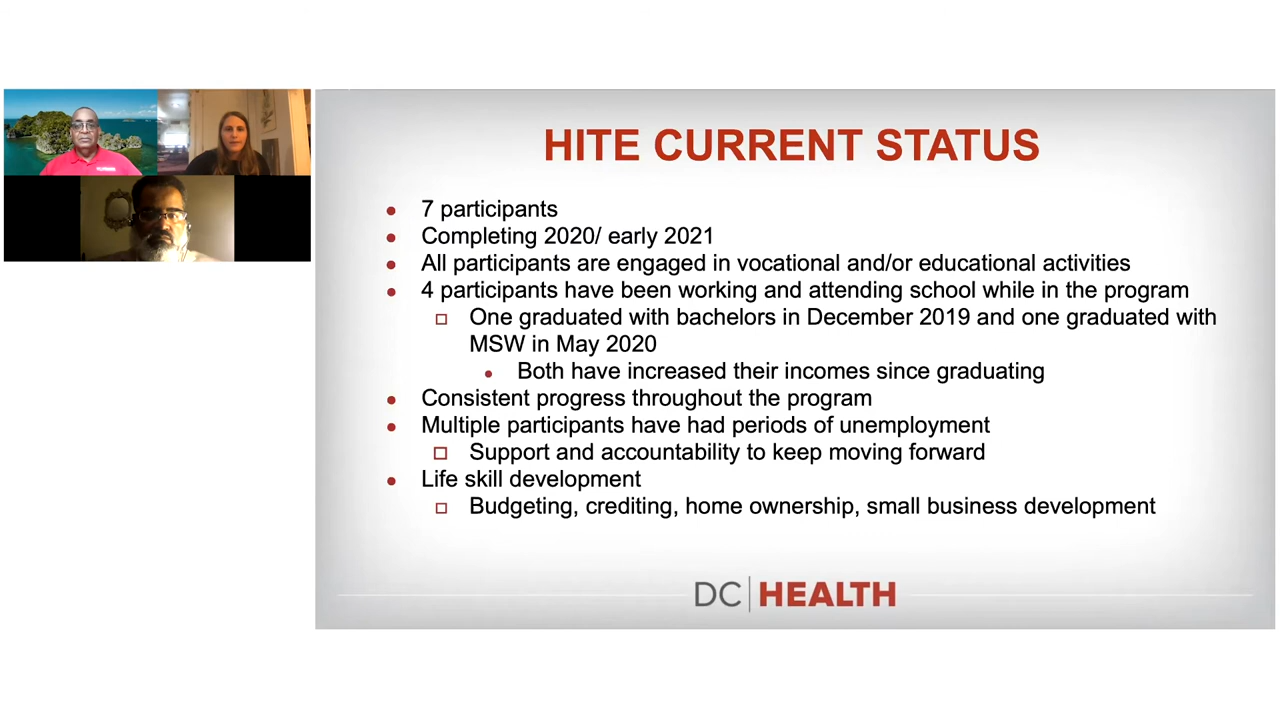 HITE CURRENT STATUS
• 7 participants
• Completing 2020/ early 2021
• All participants are engaged in vocational and/or educational activities
• 4 participants have been working and attending school while in the program
□ One graduated with bachelors in December 2019 and one graduated with
MSW in May 2020
• Both have increased their incomes since graduating
• Consistent progress throughout the program
• Multiple participants have had periods of unemployment
□ Support and accountability to keep moving forward
• Life skill development
□ Budgeting, crediting, home ownership, small business development
DC | HEALTH